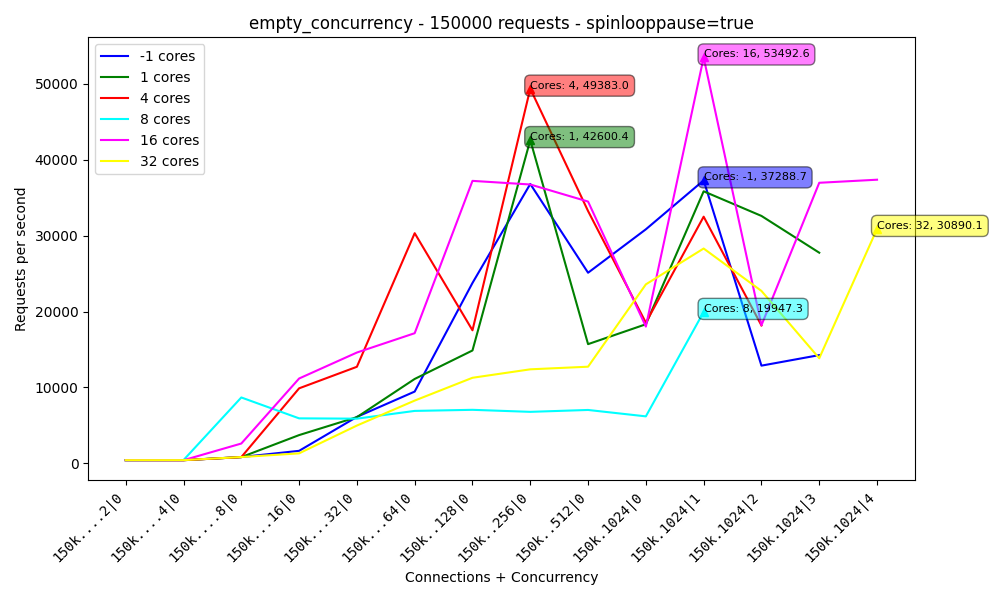 empty_concurrency - 150000 requests - spinlooppause=true
-1 cores
1 cores
4 cores
8 cores
16 cores
32 cores
Cores: 16, 53492.6
Cores: 4, 49383.0
Cores: 1, 42600.4
Cores: -1, 37288.7
Cores: 32, 30890.1
Cores: 8, 19947.3
Requests per second
50000
40000
30000
20000
10000
0
150k....2|0
150k....4|0
150k....8|0
150k...16|0
150k...32|0
150k...64|0
150k..128|0
150k..256|0
150k..512|0
150k.1024|0
150k.1024|1
150k.1024|2
150k.1024|3
150k.1024|4
Connections + Concurrency